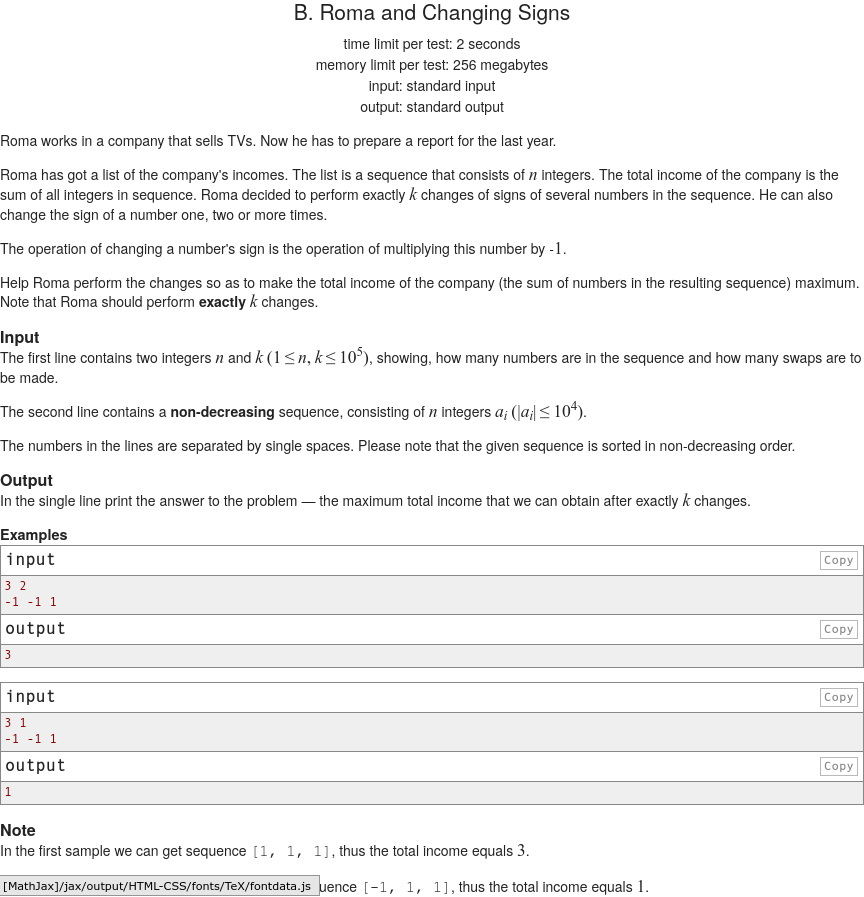 B. Roma and Changing Signs
time limit per test: 2 seconds
memory limit per test: 256 megabytes
input: standard input
output: standard output
Roma works in a company that sells TVs. Now he has to prepare a report for the last year.
Roma has got a list of the company's incomes. The list is a sequence that consists of n integers. The total income of the company is the
sum of all integers in sequence. Roma decided to perform exactly k changes of signs of several numbers in the sequence. He can also
change the sign of a number one, two or more times.
The operation of changing a number's sign is the operation of multiplying this number by -1.
Help Roma perform the changes so as to make the total income of the company (the sum of numbers in the resulting sequence) maximum.
Note that Roma should perform exactly k changes.
Input
The first line contains two integers n and k (1 ≤ n, k ≤ 10^5), showing, how many numbers are in the sequence and how many swaps are to
be made.
The second line contains a non-decreasing sequence, consisting of n integers a_i (|a_i| ≤ 10^4).
The numbers in the lines are separated by single spaces. Please note that the given sequence is sorted in non-decreasing order.
Output
In the single line print the answer to the problem — the maximum total income that we can obtain after exactly k changes.
Examples
input Copy
3 2
-1 -1 1
output Copy
3
input Copy
3 1
-1 -1 1
output Copy
1
Note
In the first sample we can get sequence [1, 1, 1], thus the total income equals 3.
[MathJax]/jax/output/HTML-CSS/fonts/TeX/fontdata.js uence [-1, 1, 1], thus the total income equals 1.